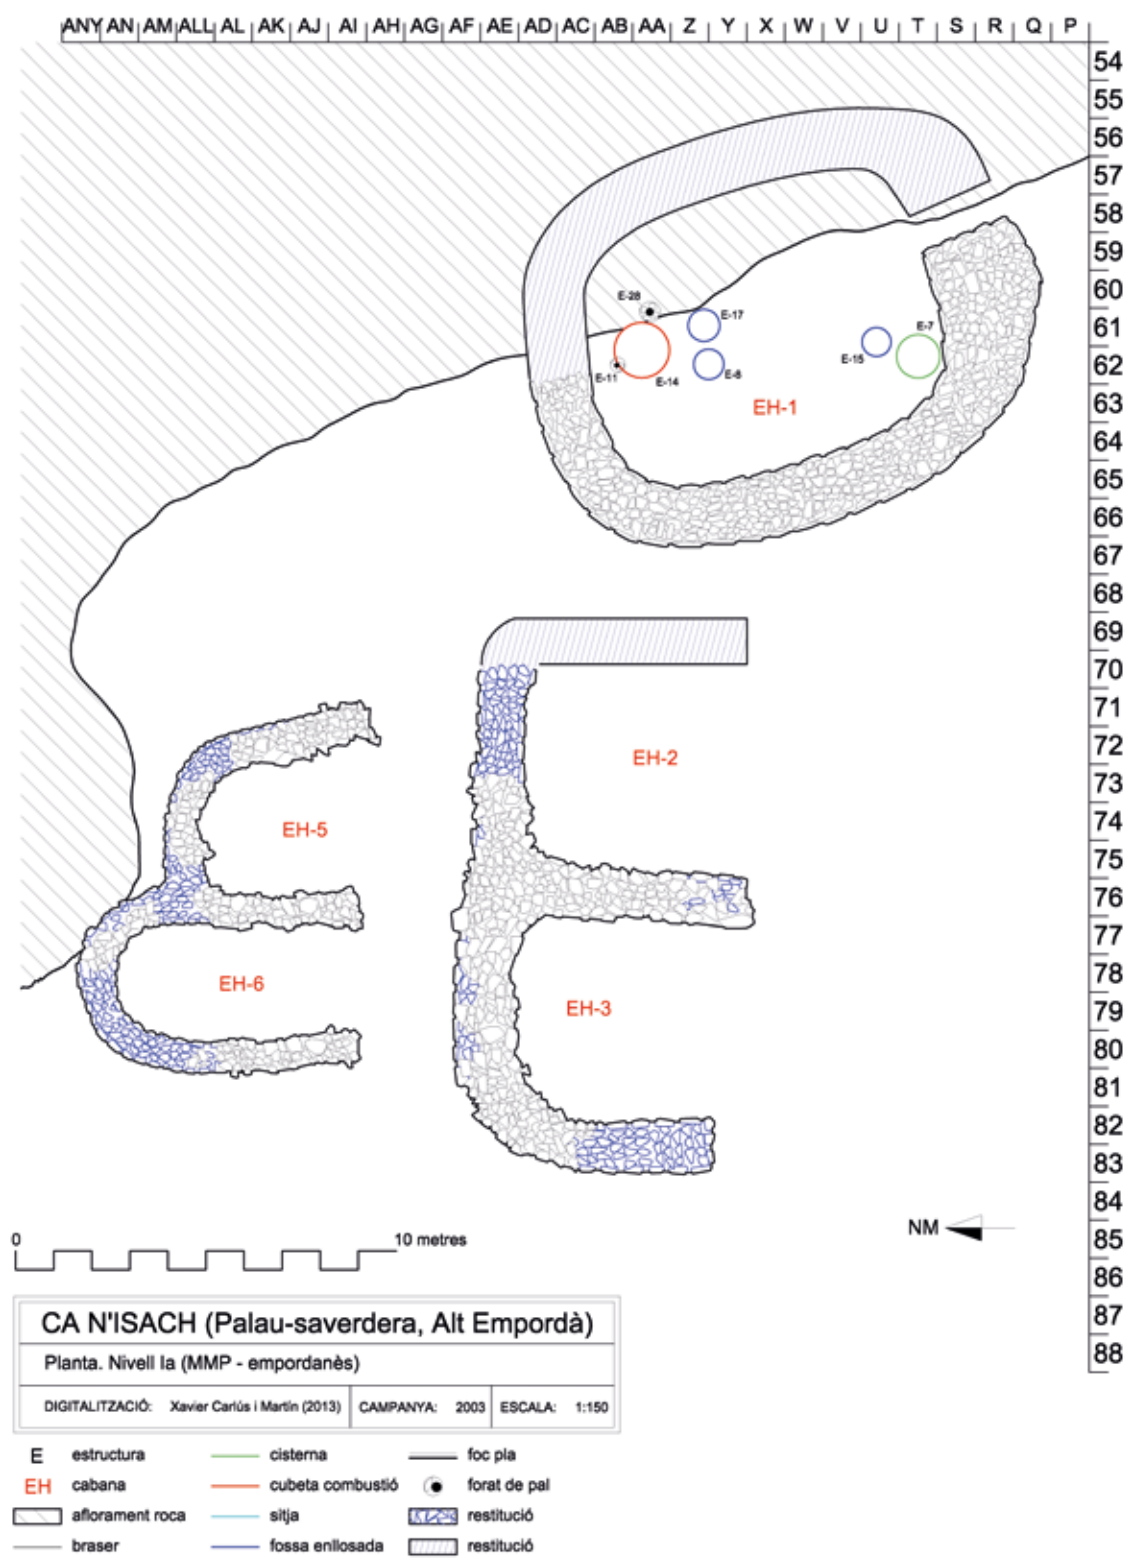 ANY AN AM ALL AL AK AJ AI AH AG AF AE AD AC AB AA Z Y X W V U T S R Q P
54
55
56
57
58
59
60
61
62
63
64
65
66
67
68
69
70
71
72
73
74
75
76
77
78
79
80
81
82
83
84
85
86
87
88
E-28
E-17
E-7
E-15
E-11
E-14
E-8
EH-1
EH-2
EH-5
EH-6
EH-3
NM
0 10 metres
CA N'ISACH (Palau-saverdera, Alt Empordà)
Planta. Nivell Ia (MMP - empordanès)
DIGITALITZACIÓ: Xavier Carlús i Martín (2013) CAMPANYA: 2003 ESCALA: 1:150
E estructura cisterna foc pla
EH cabana cubeta combustió forat de pal
aflorament roca sitja restitució
braser fossa enllosada restitució